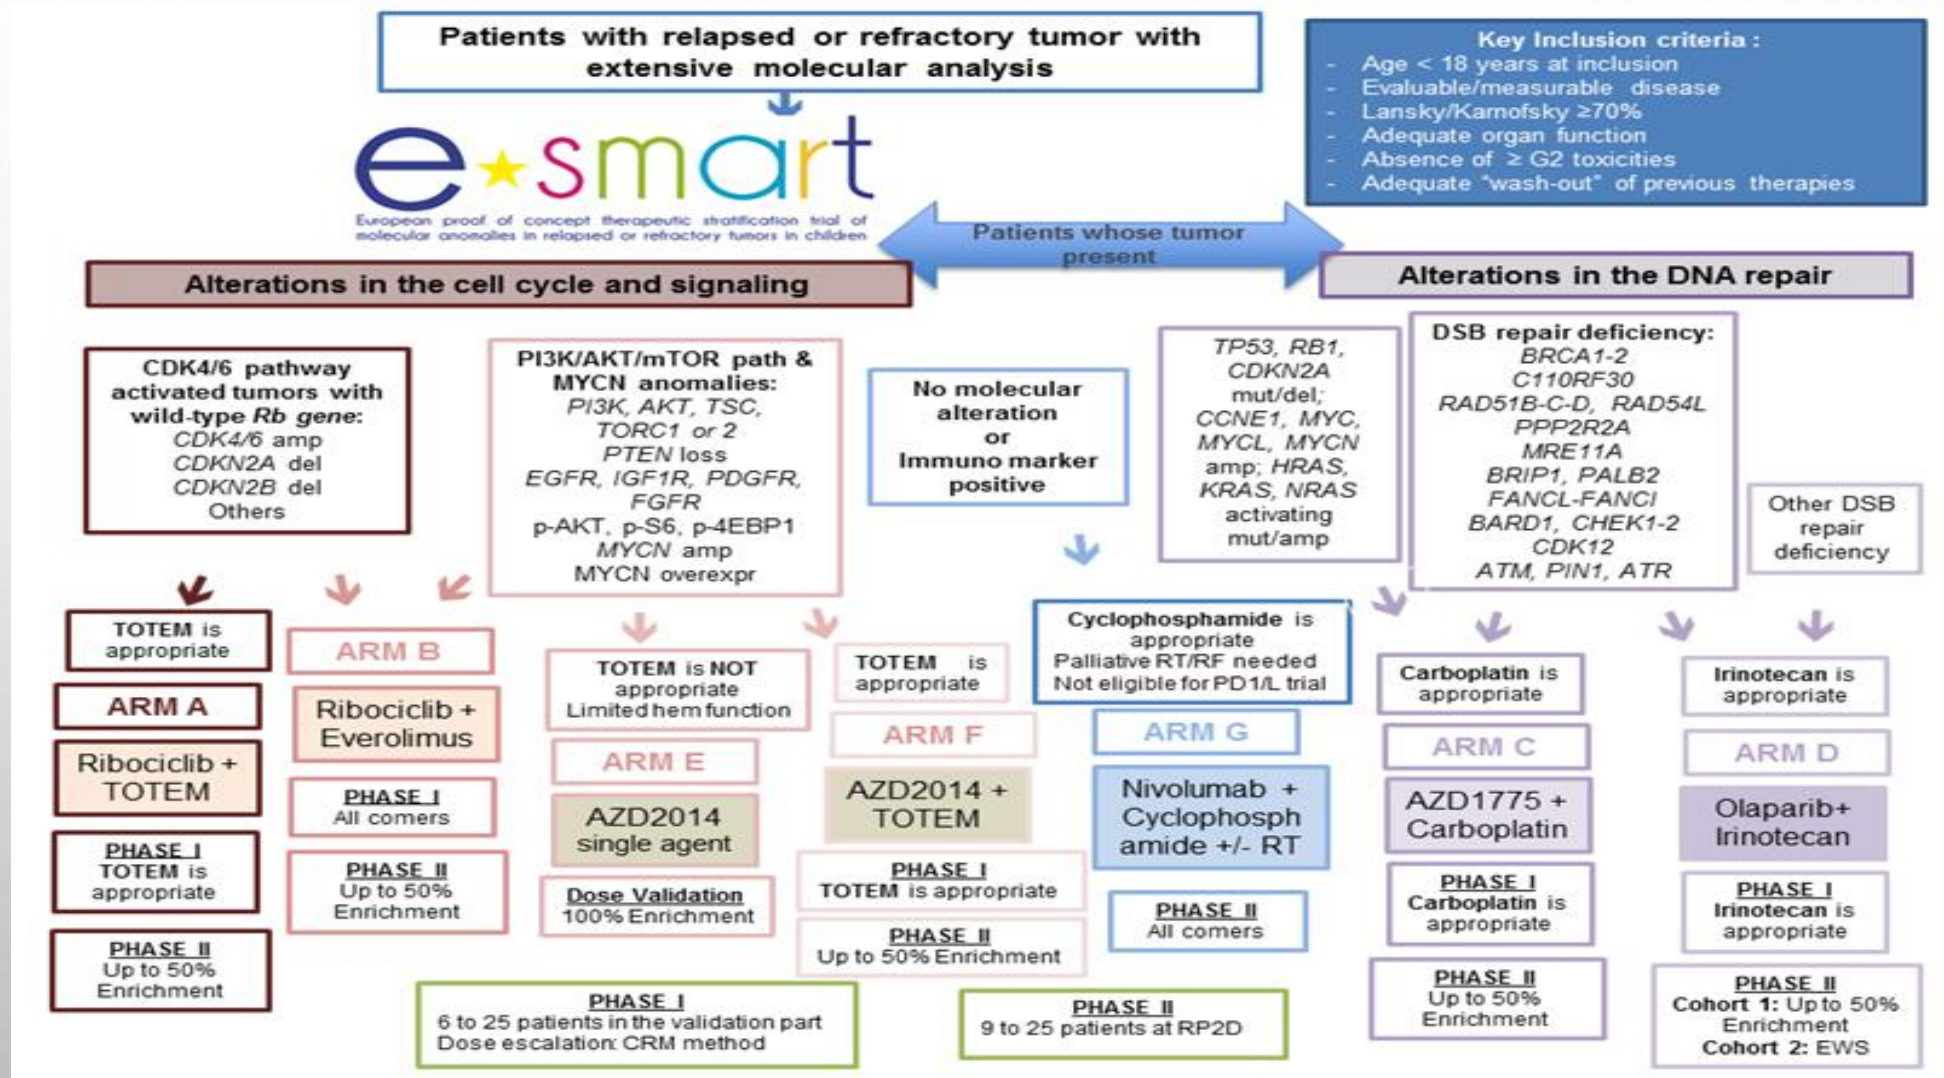 Patients with relapsed or refractory tumor with
extensive molecular analysis
Key Inclusion criteria :
- Age < 18 years at inclusion
- Evaluable/measurable disease
- Lansky/Karnofsky ≥70%
- Adequate organ function
- Absence of ≥ G2 toxicities
- Adequate "wash-out" of previous therapies
e smart
European proof of concept therapeutic stratification trial of
molecular anomalies in relapsed or refractory tumors in children
Patients whose tumor
present
Alterations in the cell cycle and signaling
Alterations in the DNA repair
CDK4/6 pathway
activated tumors with
wild-type Rb gene:
CDK4/6 amp
CDKN2A del
CDKN2B del
Others
PI3K/AKT/mTOR path &
MYCN anomalies:
PI3K, AKT, TSC,
TORC1 or 2
PTEN loss
EGFR, IGF1R, PDGFR,
FGFR
p-AKT, p-S6, p-4EBP1
MYCN amp
MYCN overexpr
No molecular
alteration
or
Immuno marker
positive
TP53, RB1,
CDKN2A
mut/del;
CCNE1, MYC,
MYCL, MYCN
amp; HRAS,
KRAS, NRAS
activating
mut/amp
DSB repair deficiency:
BRCA1-2
C110RF30
RAD51B-C-D, RAD54L
PPP2R2A
MRE11A
BRIP1, PALB2
FANCL-FANCI
BARD1, CHEK1-2
CDK12
ATM, PIN1, ATR
Other DSB
repair
deficiency
TOTEM is
appropriate
ARM A
Ribociclib +
TOTEM
PHASE I
TOTEM is
appropriate
PHASE II
Up to 50%
Enrichment
ARM B
Ribociclib +
Everolimus
PHASE I
All comers
PHASE II
Up to 50%
Enrichment
TOTEM is NOT
appropriate
Limited hem function
ARM E
AZD2014
single agent
Dose Validation
100% Enrichment
TOTEM is
appropriate
ARM F
AZD2014 +
TOTEM
PHASE I
TOTEM is appropriate
PHASE II
Up to 50% Enrichment
Cyclophosphamide is
appropriate
Palliative RT/RF needed
Not eligible for PD1/L trial
ARM G
Nivolumab +
Cyclophosph
amide +/- RT
PHASE II
All comers
Carboplatin is
appropriate
ARM C
AZD1775 +
Carboplatin
PHASE I
Carboplatin is
appropriate
PHASE II
Up to 50%
Enrichment
Irinotecan is
appropriate
ARM D
Olaparib+
Irinotecan
PHASE I
Irinotecan is
appropriate
PHASE II
Cohort 1: Up to 50%
Enrichment
Cohort 2: EWS
PHASE I
6 to 25 patients in the validation part
Dose escalation: CRM method
PHASE II
9 to 25 patients at RP2D